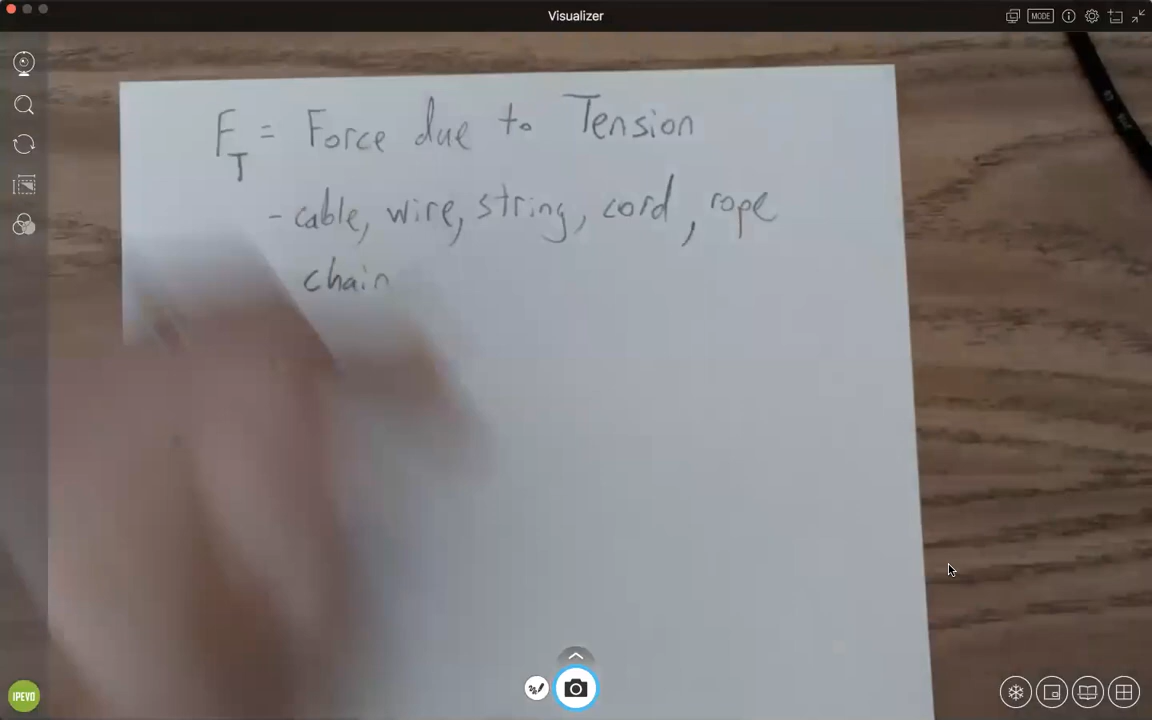 Visualizer
MODE
F_T = Force due to Tension
- cable, wire, string, cord, rope
chain
IPEVO